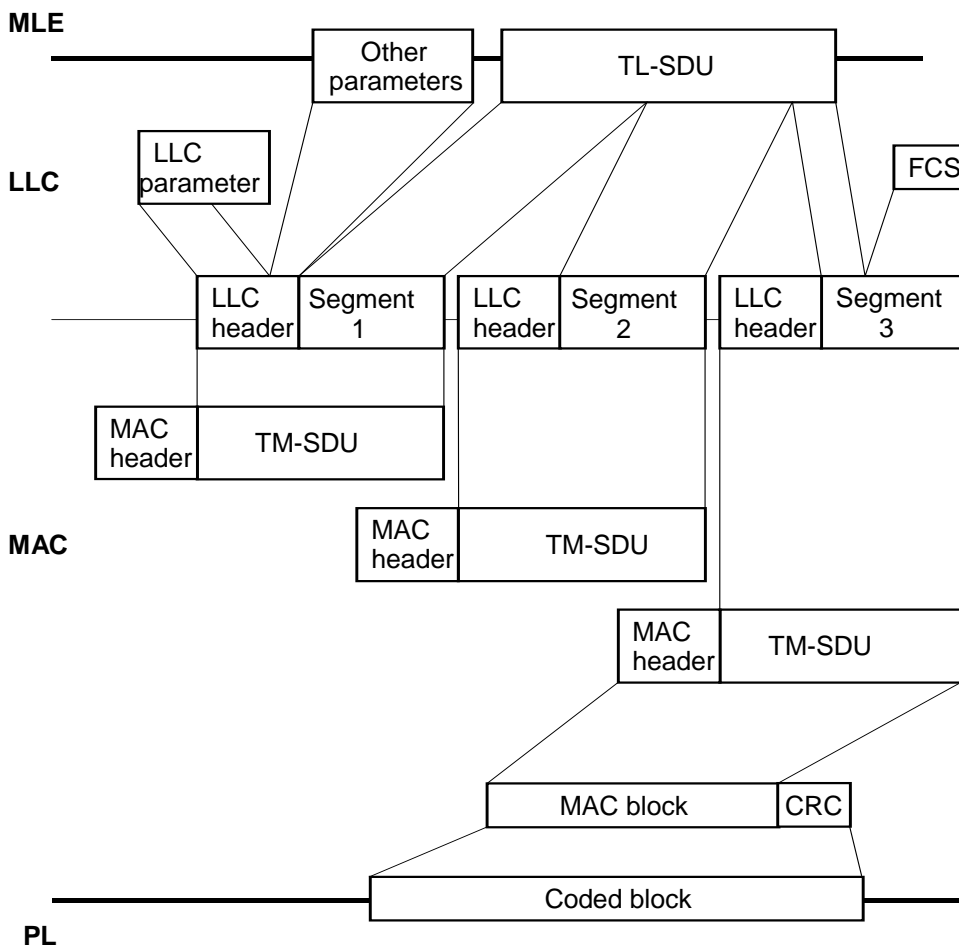 MLE
Other
parameters
TL-SDU
LLC
parameter
LLC
FCS
LLC
header
Segment
1
LLC
header
Segment
2
LLC
header
Segment
3
MAC
header
TM-SDU
MAC
MAC
header
TM-SDU
MAC
header
TM-SDU
MAC block
CRC
Coded block
PL